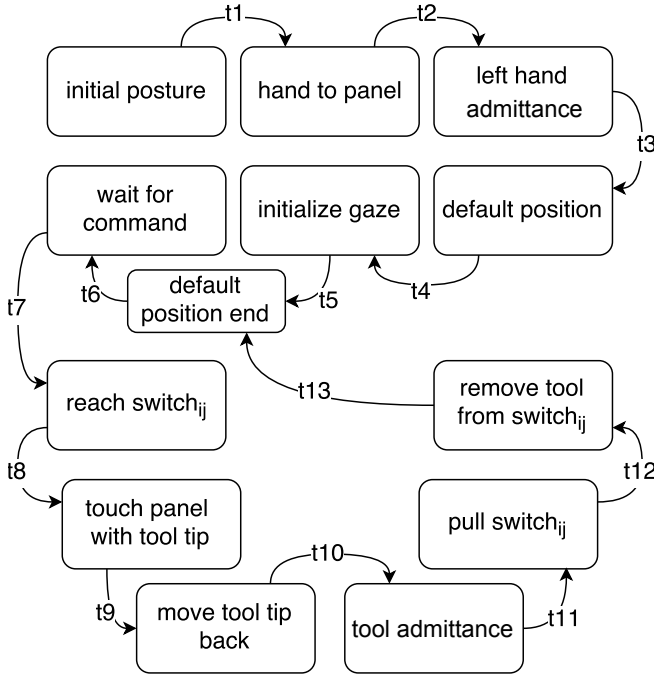 t1
t2
initial posture
hand to panel
left hand
admittance
t3
wait for
command
initialize gaze
default position
t4
t5
t6
default
position end
t7
t13
reach switchij
remove tool
from switchij
t8
t12
touch panel
with tool tip
pull switchij
t9
t10
t11
move tool tip
back
tool admittance